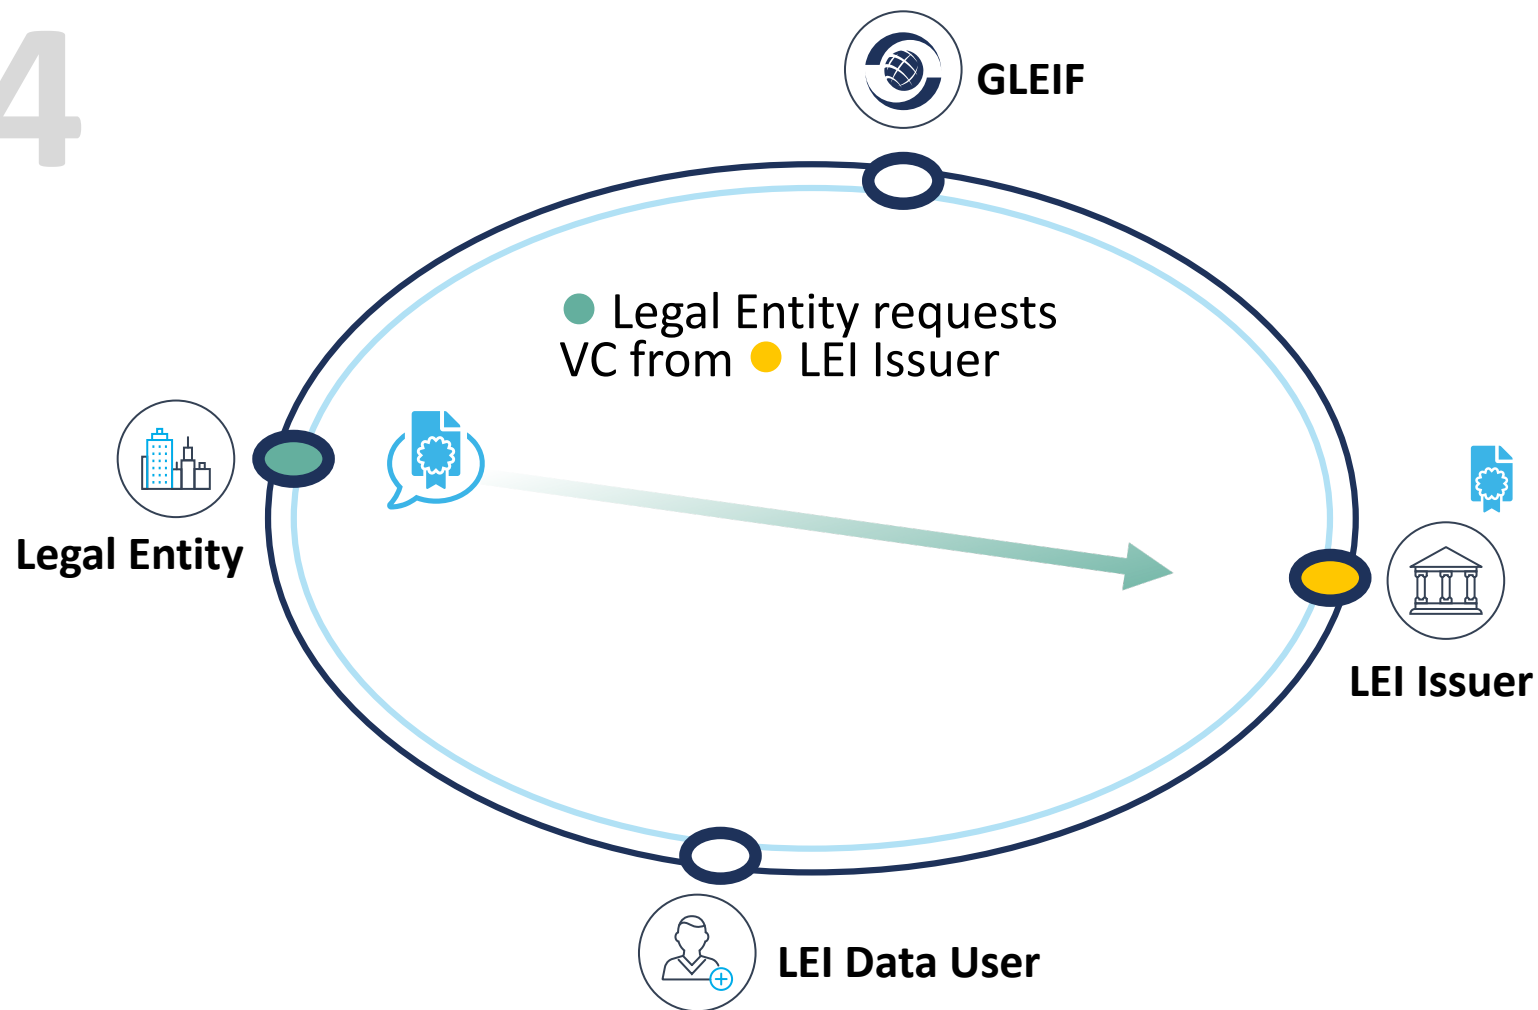 4
GLEIF
Legal Entity requests
VC from LEI Issuer
Legal Entity
LEI Issuer
LEI Data User